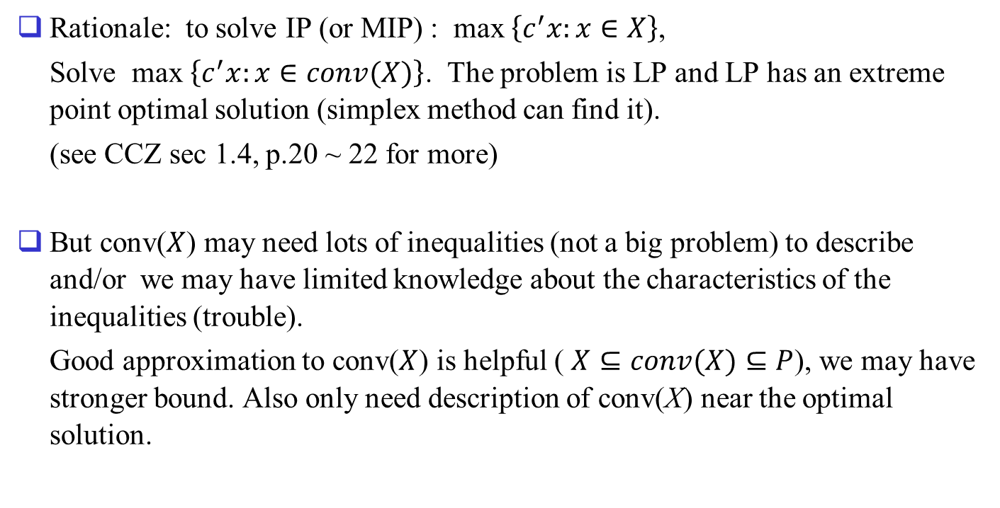 ❑ Rationale: to solve IP (or MIP) : max {c′x: x ∈ X},
Solve max {c′x: x ∈ conv(X)}. The problem is LP and LP has an extreme
point optimal solution (simplex method can find it).
(see CCZ sec 1.4, p.20 ~ 22 for more)
❑ But conv(X) may need lots of inequalities (not a big problem) to describe
and/or we may have limited knowledge about the characteristics of the
inequalities (trouble).
Good approximation to conv(X) is helpful ( X ⊆ conv(X) ⊆ P), we may have
stronger bound. Also only need description of conv(X) near the optimal
solution.